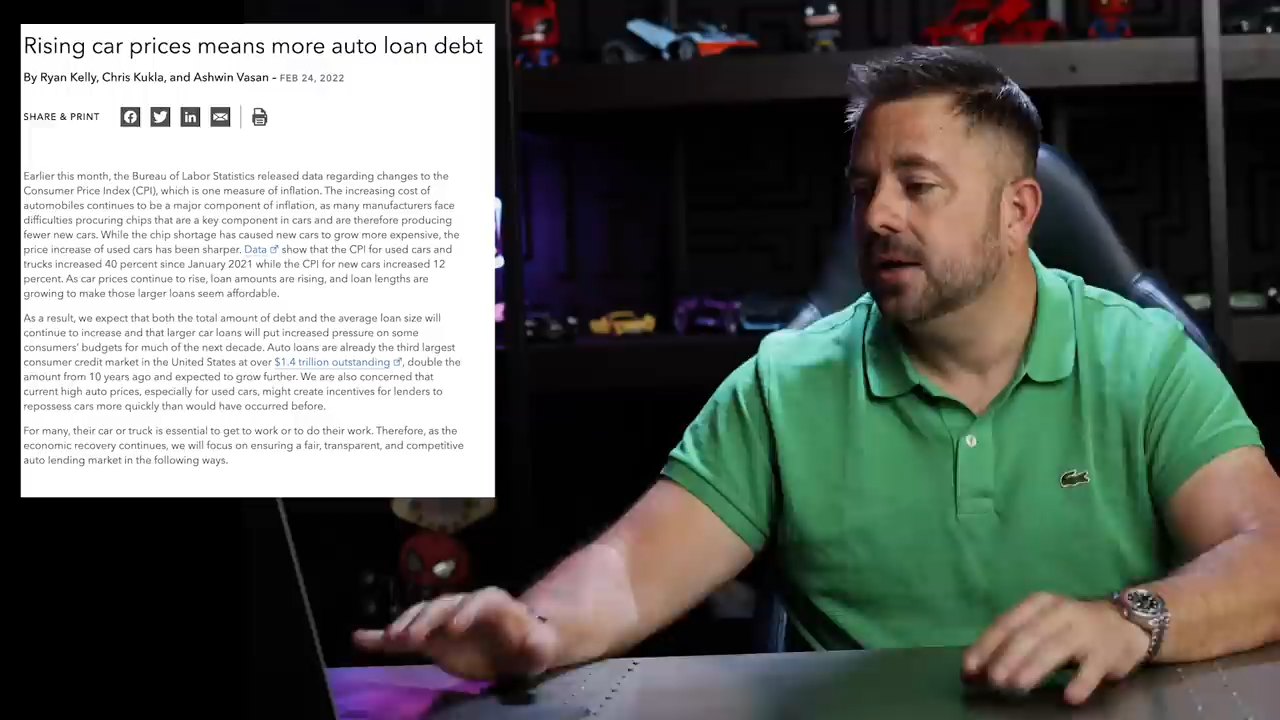 Rising car prices means more auto loan debt
By Ryan Kelly, Chris Kukla, and Ashwin Vasan – FEB 24, 2022
SHARE & PRINT
Earlier this month, the Bureau of Labor Statistics released data regarding changes to the
Consumer Price Index (CPI), which is one measure of inflation. The increasing cost of
automobiles continues to be a major component of inflation, as many manufacturers face
difficulties procuring chips that are a key component in cars and are therefore producing
fewer new cars. While the chip shortage has caused new cars to grow more expensive, the
price increase of used cars has been sharper. Data show that the CPI for used cars and
trucks increased 40 percent since January 2021 while the CPI for new cars increased 12
percent. As car prices continue to rise, loan amounts are rising, and loan lengths are
growing to make those larger loans seem affordable.
As a result, we expect that both the total amount of debt and the average loan size will
continue to increase and that larger car loans will put increased pressure on some
consumers’ budgets for much of the next decade. Auto loans are already the third largest
consumer credit market in the United States at over $1.4 trillion outstanding, double the
amount from 10 years ago and expected to grow further. We are also concerned that
current high auto prices, especially for used cars, might create incentives for lenders to
repossess cars more quickly than would have occurred before.
For many, their car or truck is essential to get to work or to do their work. Therefore, as the
economic recovery continues, we will focus on ensuring a fair, transparent, and competitive
auto lending market in the following ways.